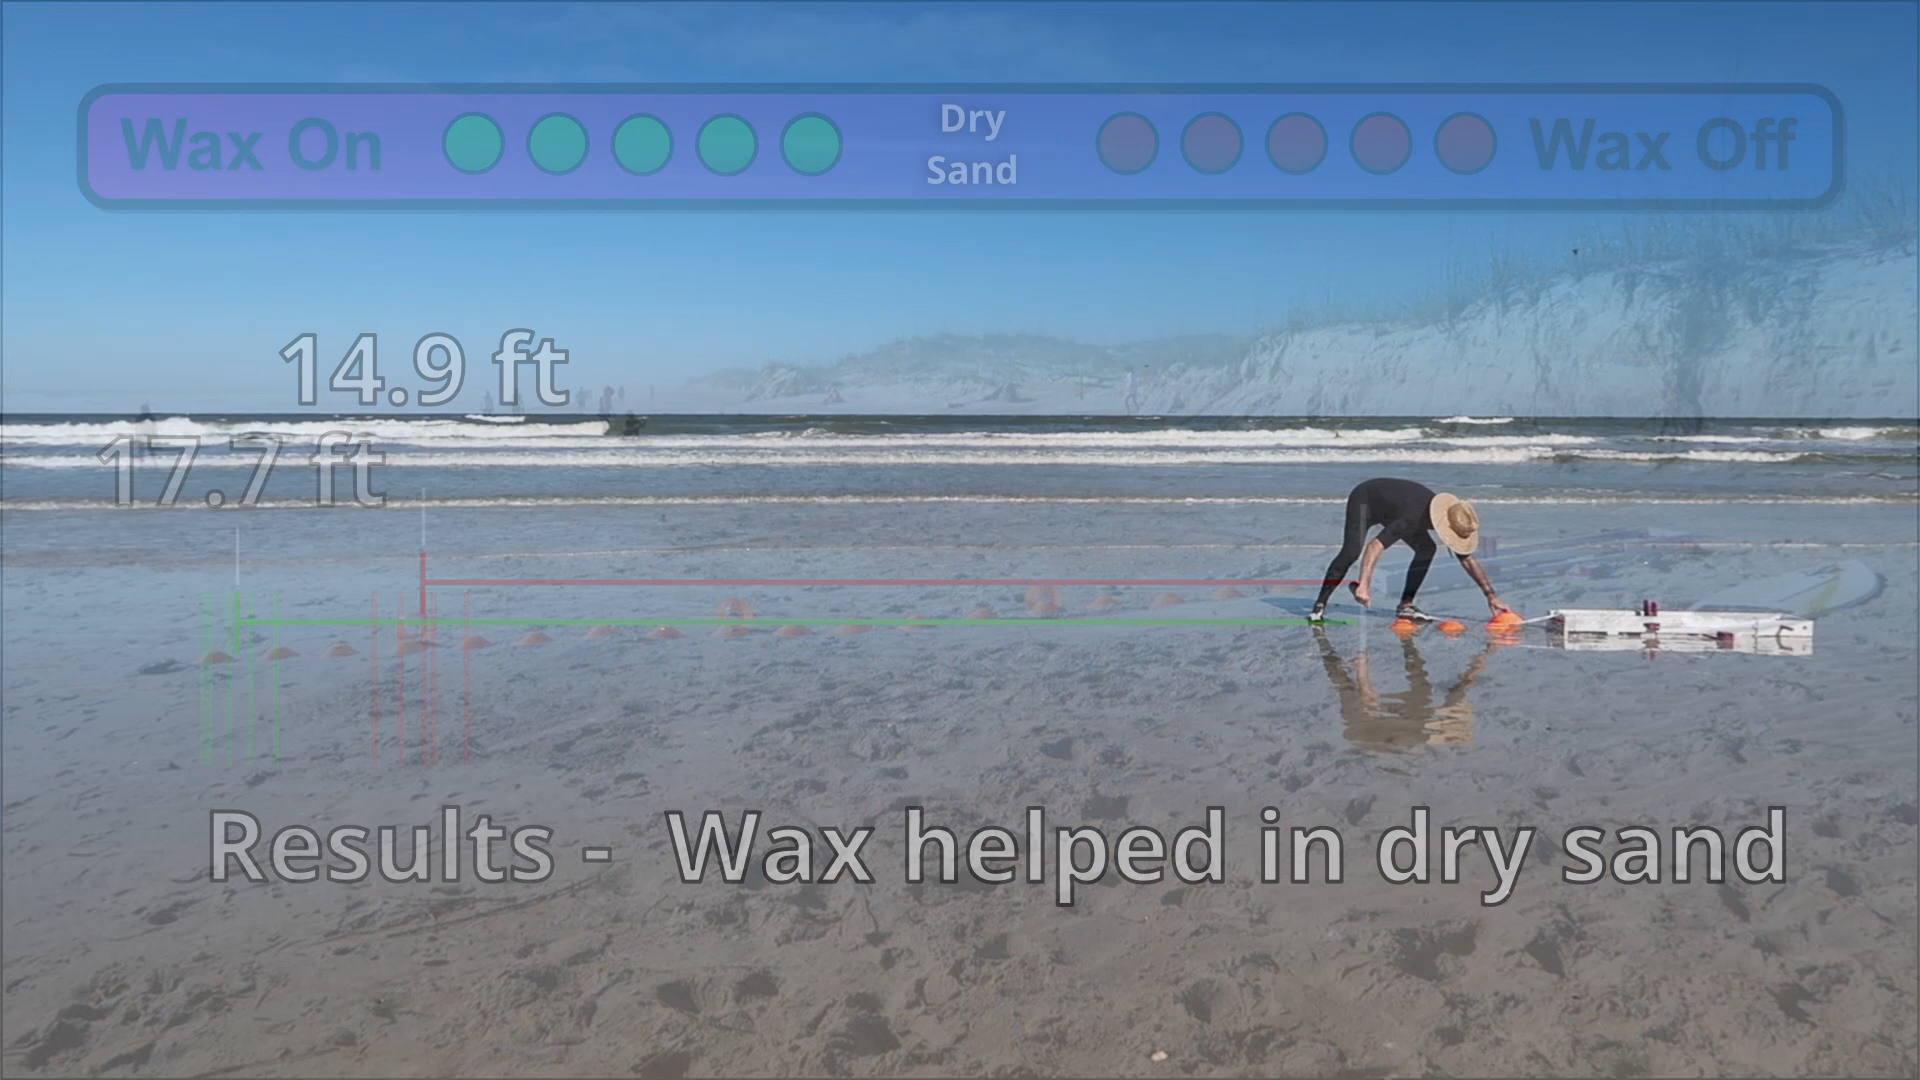 Wax On
Dry
Sand
Wax Off
14.9 ft
17.7 ft
Results - Wax helped in dry sand